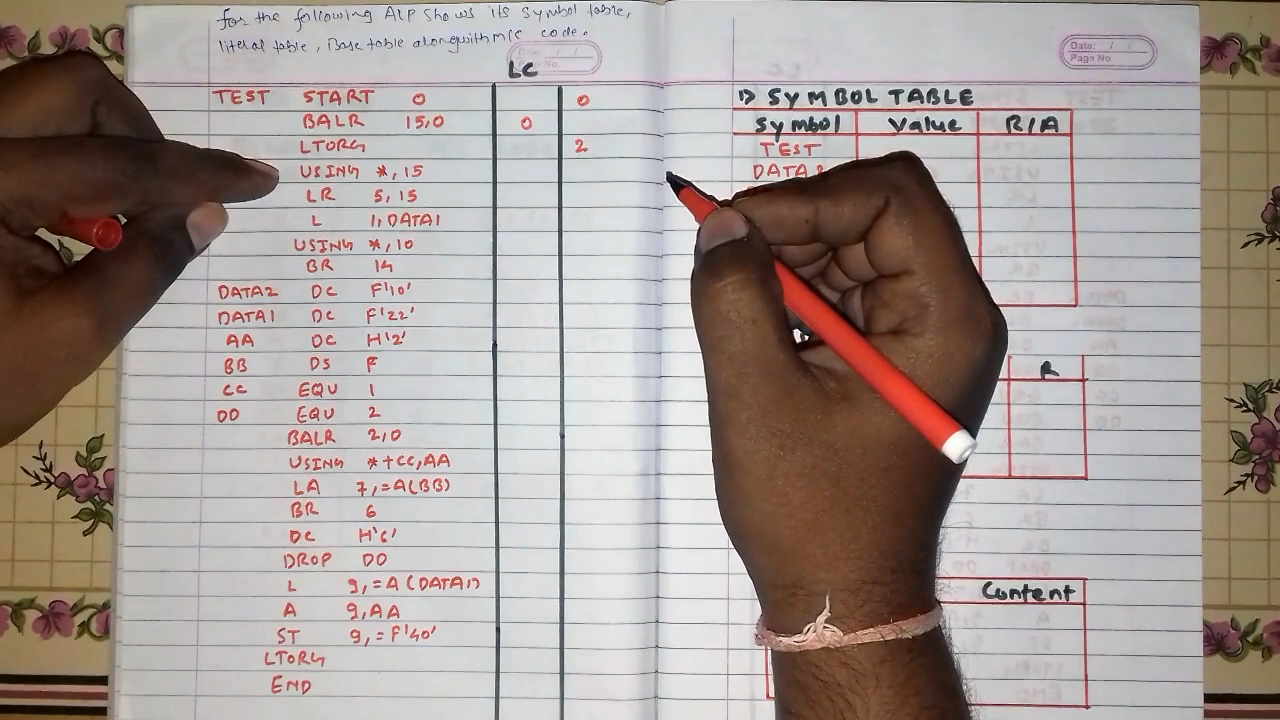 for the following ALP shows its symbol table,
literal table, Base table alongwith M/c code.
LC
TEST START 0 0
BALR 15,0 0
LTORG 2
USING *,15
LR 5,15
L 1,DATA1
USING *,10
BR 14
DATA2 DC F'10'
DATA1 DC F'22'
AA DC H'2'
BB DS F
CC EQU 1
DD EQU 2
BALR 2,0
USING *+CC,AA
LA 7,=A(BB)
BR 6
DC H'6'
DROP DD
L 9,=A(DATA1)
A 9,AA
ST 9,=F'40'
LTORG
END
Date: / /
Page No.
1> SYMBOL TABLE
Symbol Value R/A
TEST
DATA2
R
Content